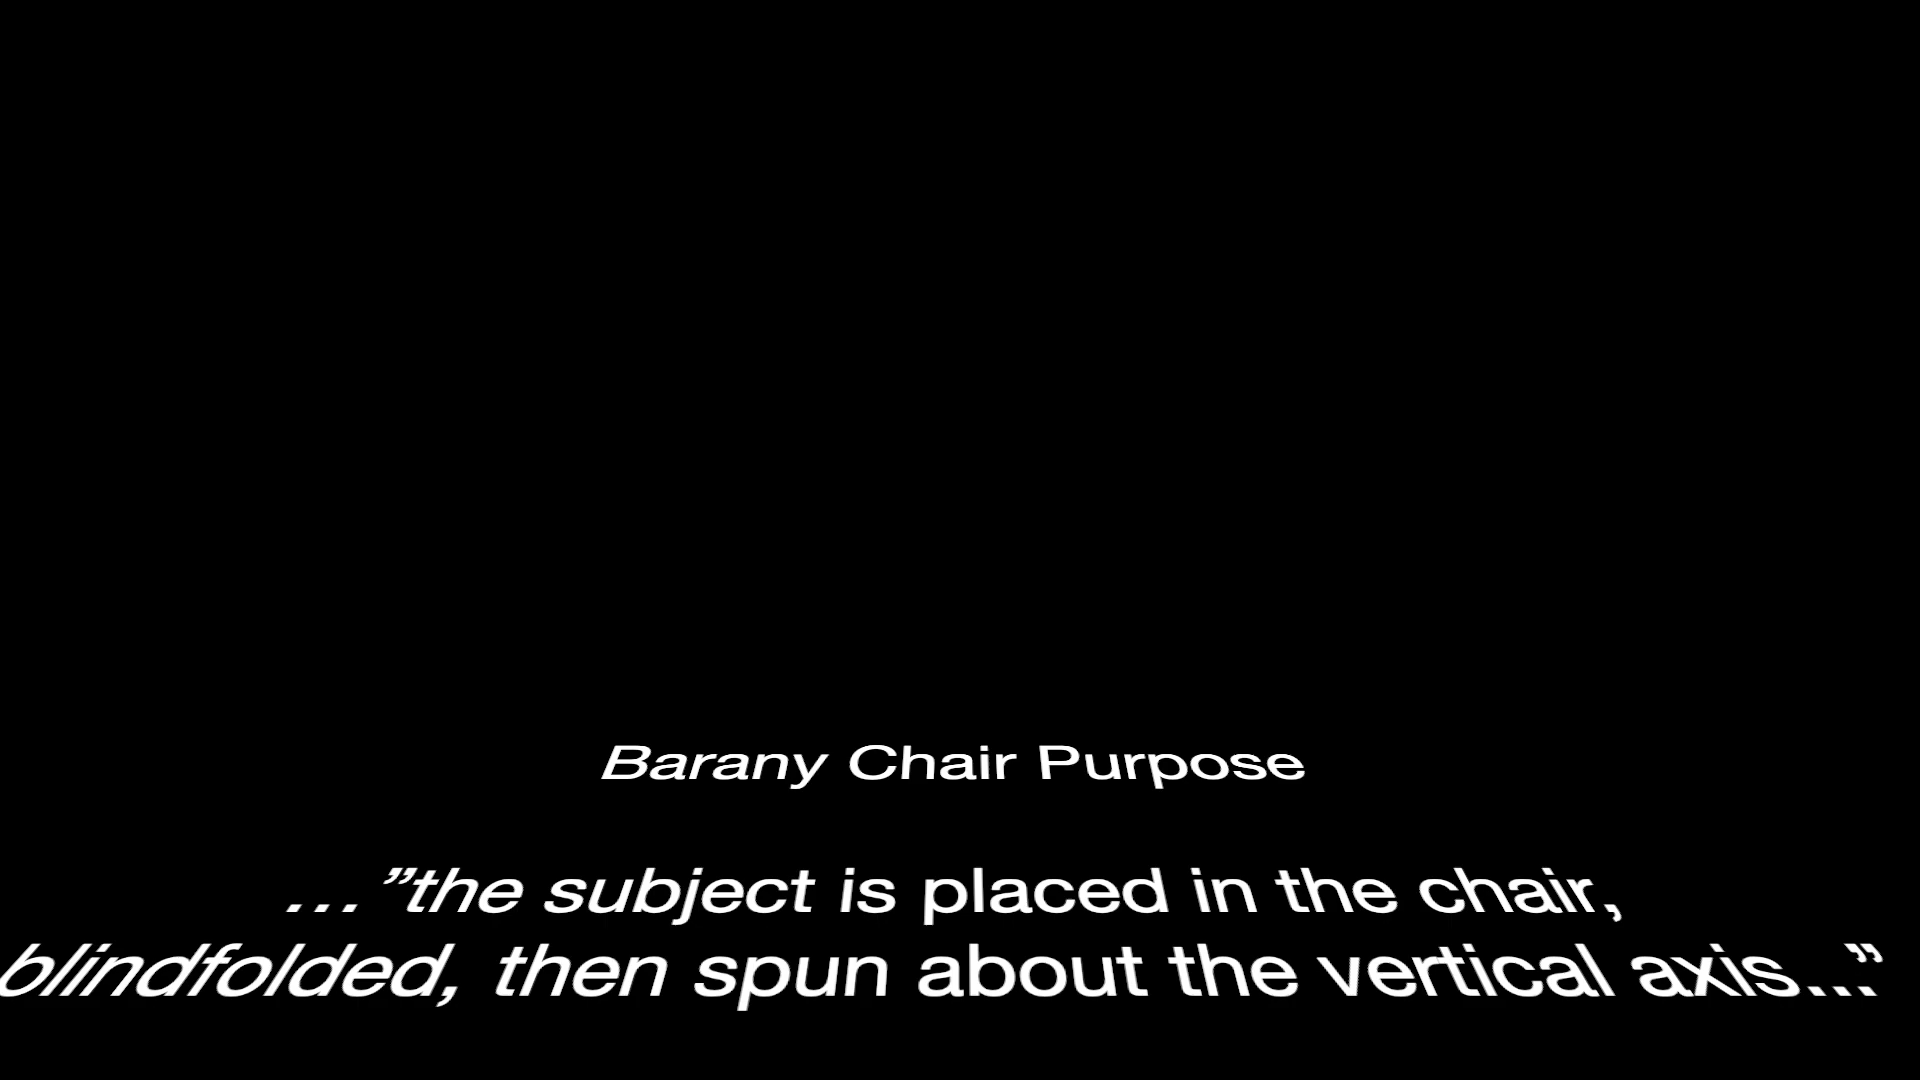 Barany Chair Purpose
…”the subject is placed in the chair,
blindfolded, then spun about the vertical axis...”